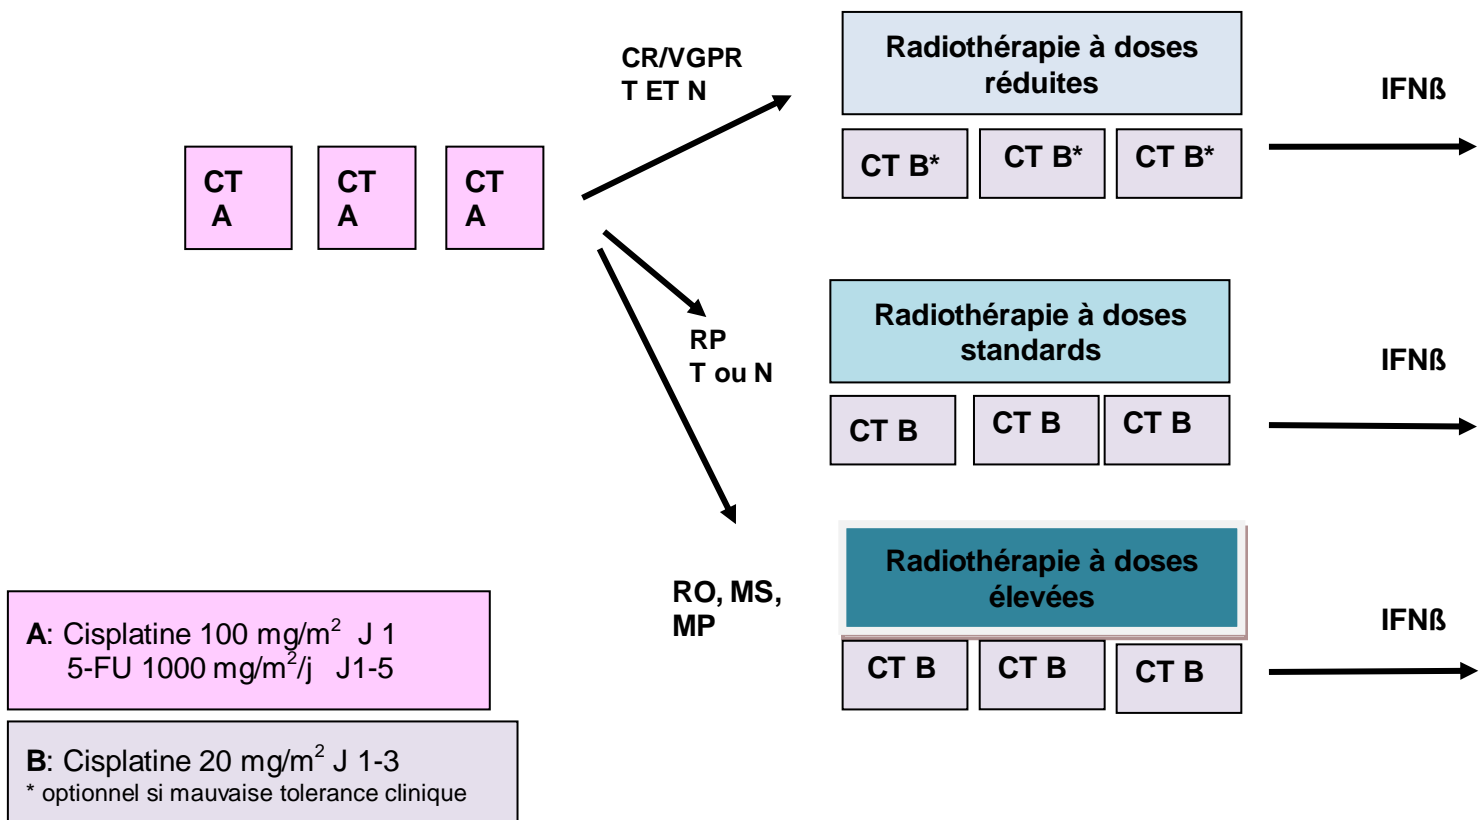 CR/VGPR
T ET N
Radiothérapie à doses
réduites
IFNß
CT
A
CT
A
CT
A
CT B*
CT B*
CT B*
RP
T ou N
Radiothérapie à doses
standards
IFNß
CT B
CT B
CT B
RO, MS,
MP
Radiothérapie à doses
élevées
IFNß
CT B
CT B
CT B
A: Cisplatine 100 mg/m² J 1
5-FU 1000 mg/m²/j J1-5
B: Cisplatine 20 mg/m² J 1-3
* optionnel si mauvaise tolerance clinique